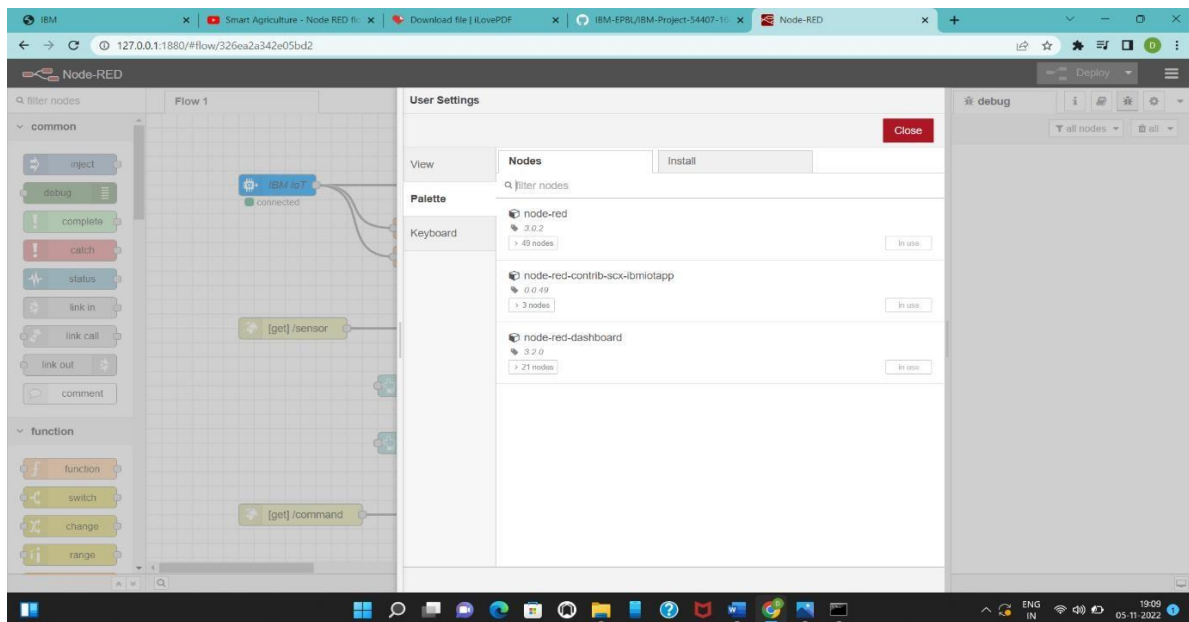 IBM
Smart Agriculture - Node RED flo
Download file | iLovePDF
IBM-EPBL/IBM-Project-54407-16
Node-RED
127.0.0.1:1880/#flow/326ea2a342e05bd2
D
Node-RED
Deploy
filter nodes
common
inject
debug
complete
catch
status
link in
link call
link out
comment
function
function
switch
change
range
Flow 1
IBM IoT
connected
[get] /sensor
[get] /command
User Settings
Close
View
Palette
Keyboard
Nodes
Install
filter nodes
node-red
3.0.2
> 49 nodes
In use
node-red-contrib-scx-ibmiotapp
0.0.49
> 3 nodes
In use
node-red-dashboard
3.2.0
> 21 nodes
In use
debug
i
all nodes
all
ENG
IN
19:09
05-11-2022
1